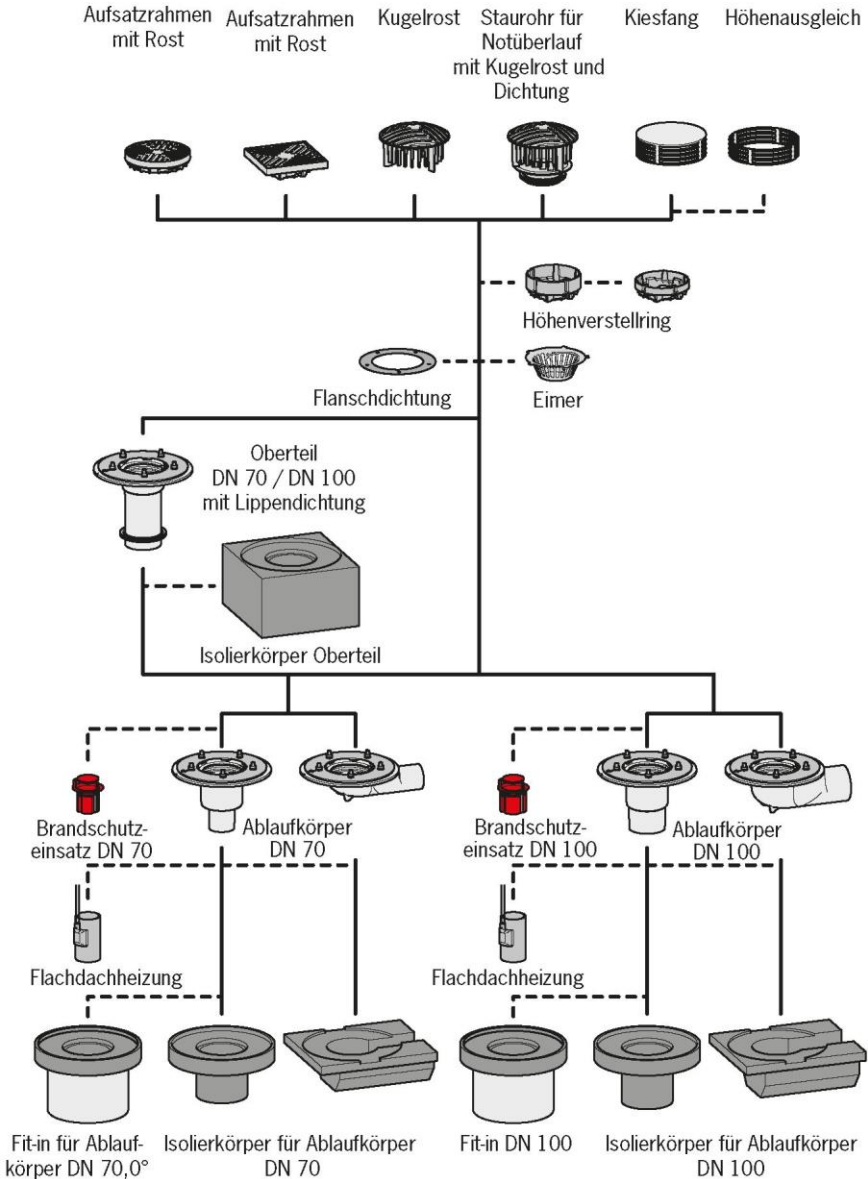 Aufsatzrahmen
mit Rost
Aufsatzrahmen
mit Rost
Kugelrost
Staurohr für
Notüberlauf
mit Kugelrost und
Dichtung
Kiesfang
Höhenausgleich
Höhenverstellring
Flanschdichtung
Eimer
Oberteil
DN 70 / DN 100
mit Lippendichtung
Isolierkörper Oberteil
Brandschutz-
einsatz DN 70
Ablaufkörper
DN 70
Brandschutz-
einsatz DN 100
Ablaufkörper
DN 100
Flachdachheizung
Flachdachheizung
Fit-in für Ablauf-
körper DN 70,0°
Isolierkörper für Ablaufkörper
DN 70
Fit-in DN 100
Isolierkörper für Ablaufkörper
DN 100